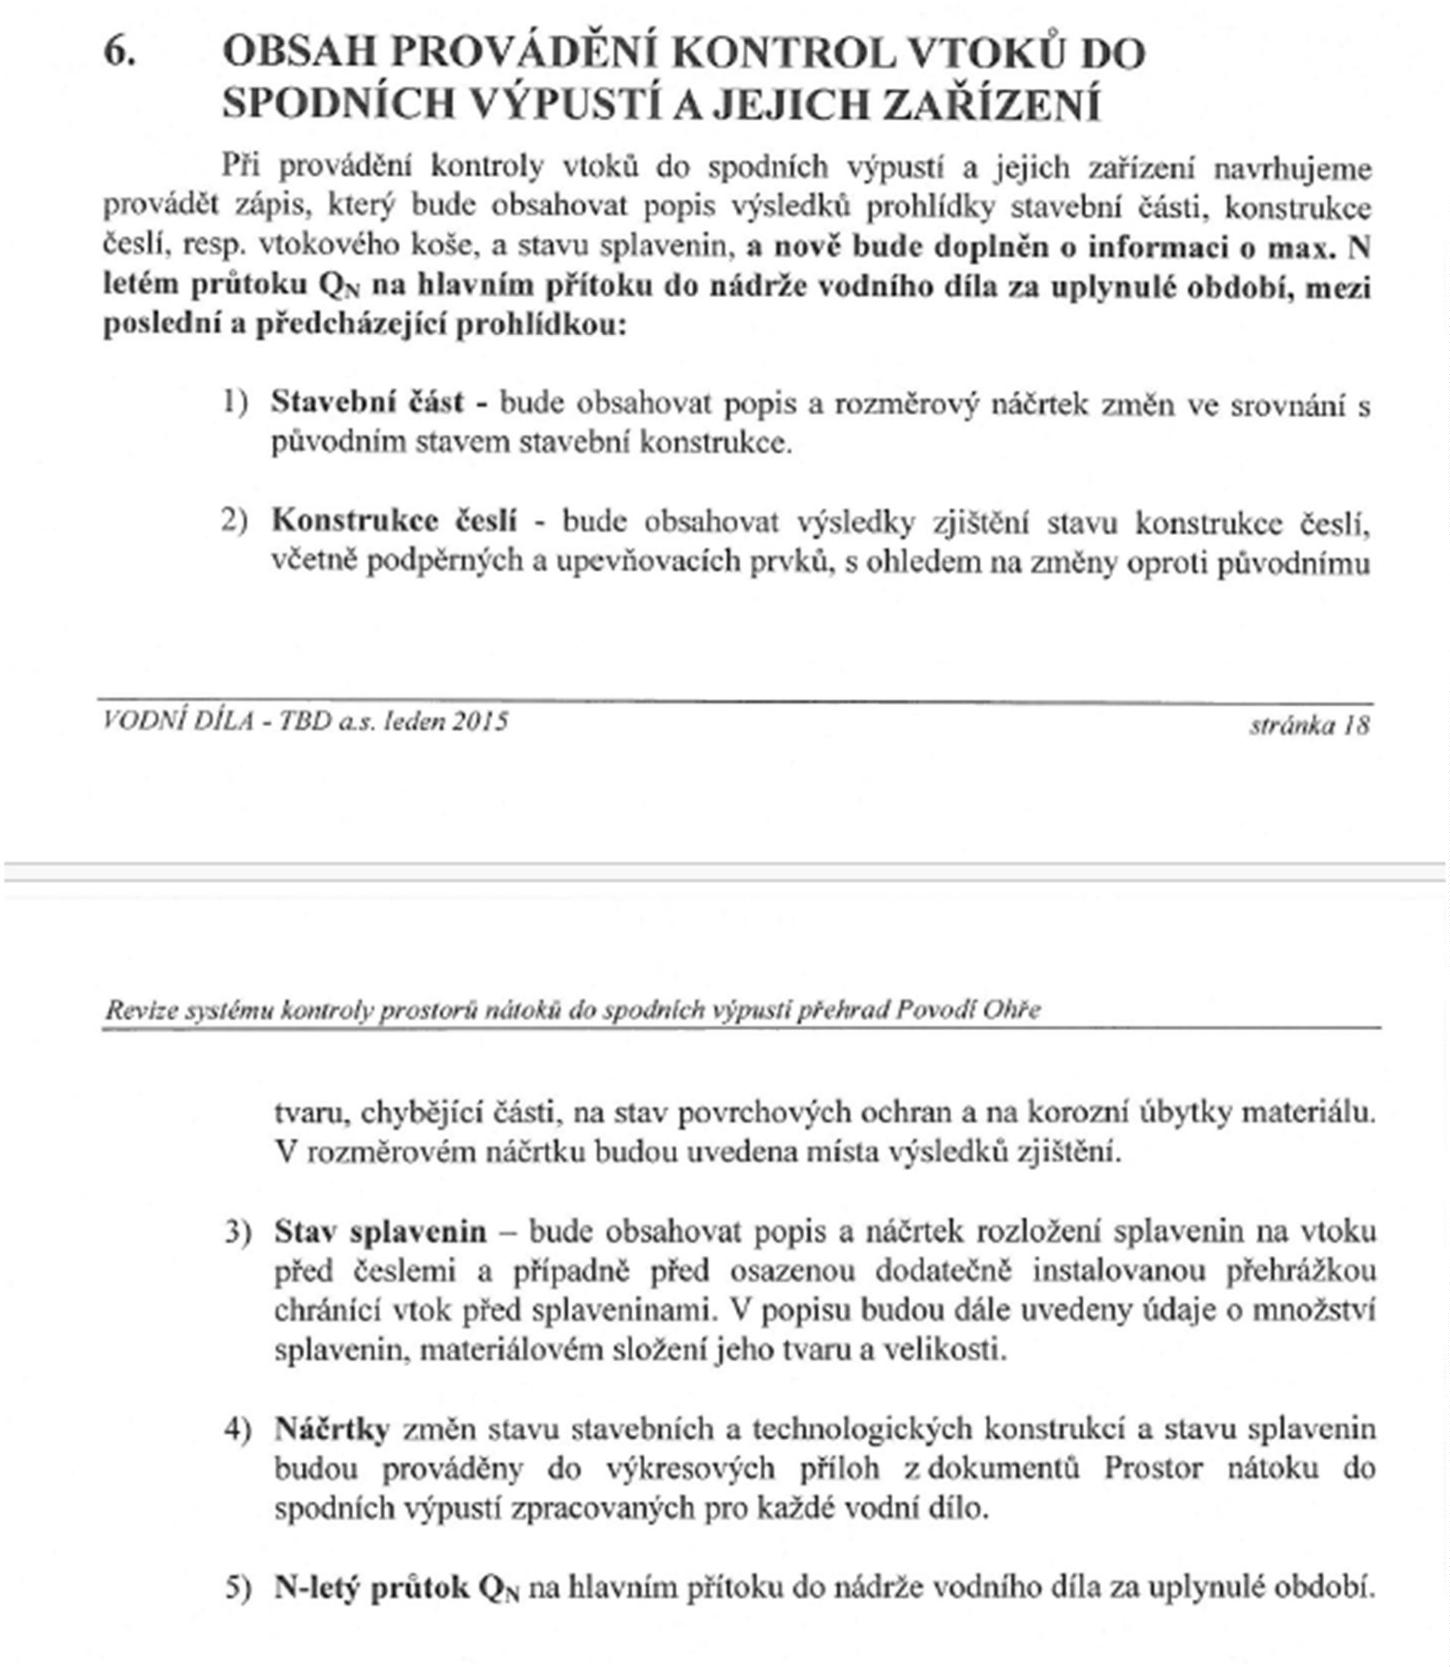 6. OBSAH PROVÁDĚNÍ KONTROL VTOKŮ DO
SPODNÍCH VÝPUSTÍ A JEJICH ZAŘÍZENÍ
Při provádění kontroly vtoků do spodních výpustí a jejich zařízení navrhujeme
provádět zápis, který bude obsahovat popis výsledků prohlídky stavební části, konstrukce
česlí, resp. vtokového koše, a stavu splavenin, a nově bude doplněn o informaci o max. N
letém průtoku QN na hlavním přítoku do nádrže vodního díla za uplynulé období, mezi
poslední a předcházející prohlídkou:
1) Stavební část - bude obsahovat popis a rozměrový náčrtek změn ve srovnání s
původním stavem stavební konstrukce.
2) Konstrukce česlí - bude obsahovat výsledky zjištění stavu konstrukce česlí,
včetně podpěrných a upevňovacích prvků, s ohledem na změny oproti původnímu
VODNÍ DÍLA - TBD a.s. leden 2015 stránka 18
Revize systému kontroly prostorů nátoků do spodních výpustí přehrad Povodí Ohře
tvaru, chybějící části, na stav povrchových ochran a na korozní úbytky materiálu.
V rozměrovém náčrtku budou uvedena místa výsledků zjištění.
3) Stav splavenin – bude obsahovat popis a náčrtek rozložení splavenin na vtoku
před česlemi a případně před osazenou dodatečně instalovanou přehrážkou
chránící vtok před splaveninami. V popisu budou dále uvedeny údaje o množství
splavenin, materiálovém složení jeho tvaru a velikosti.
4) Náčrtky změn stavu stavebních a technologických konstrukcí a stavu splavenin
budou prováděny do výkresových příloh z dokumentů Prostor nátoku do
spodních výpustí zpracovaných pro každé vodní dílo.
5) N-letý průtok QN na hlavním přítoku do nádrže vodního díla za uplynulé období.